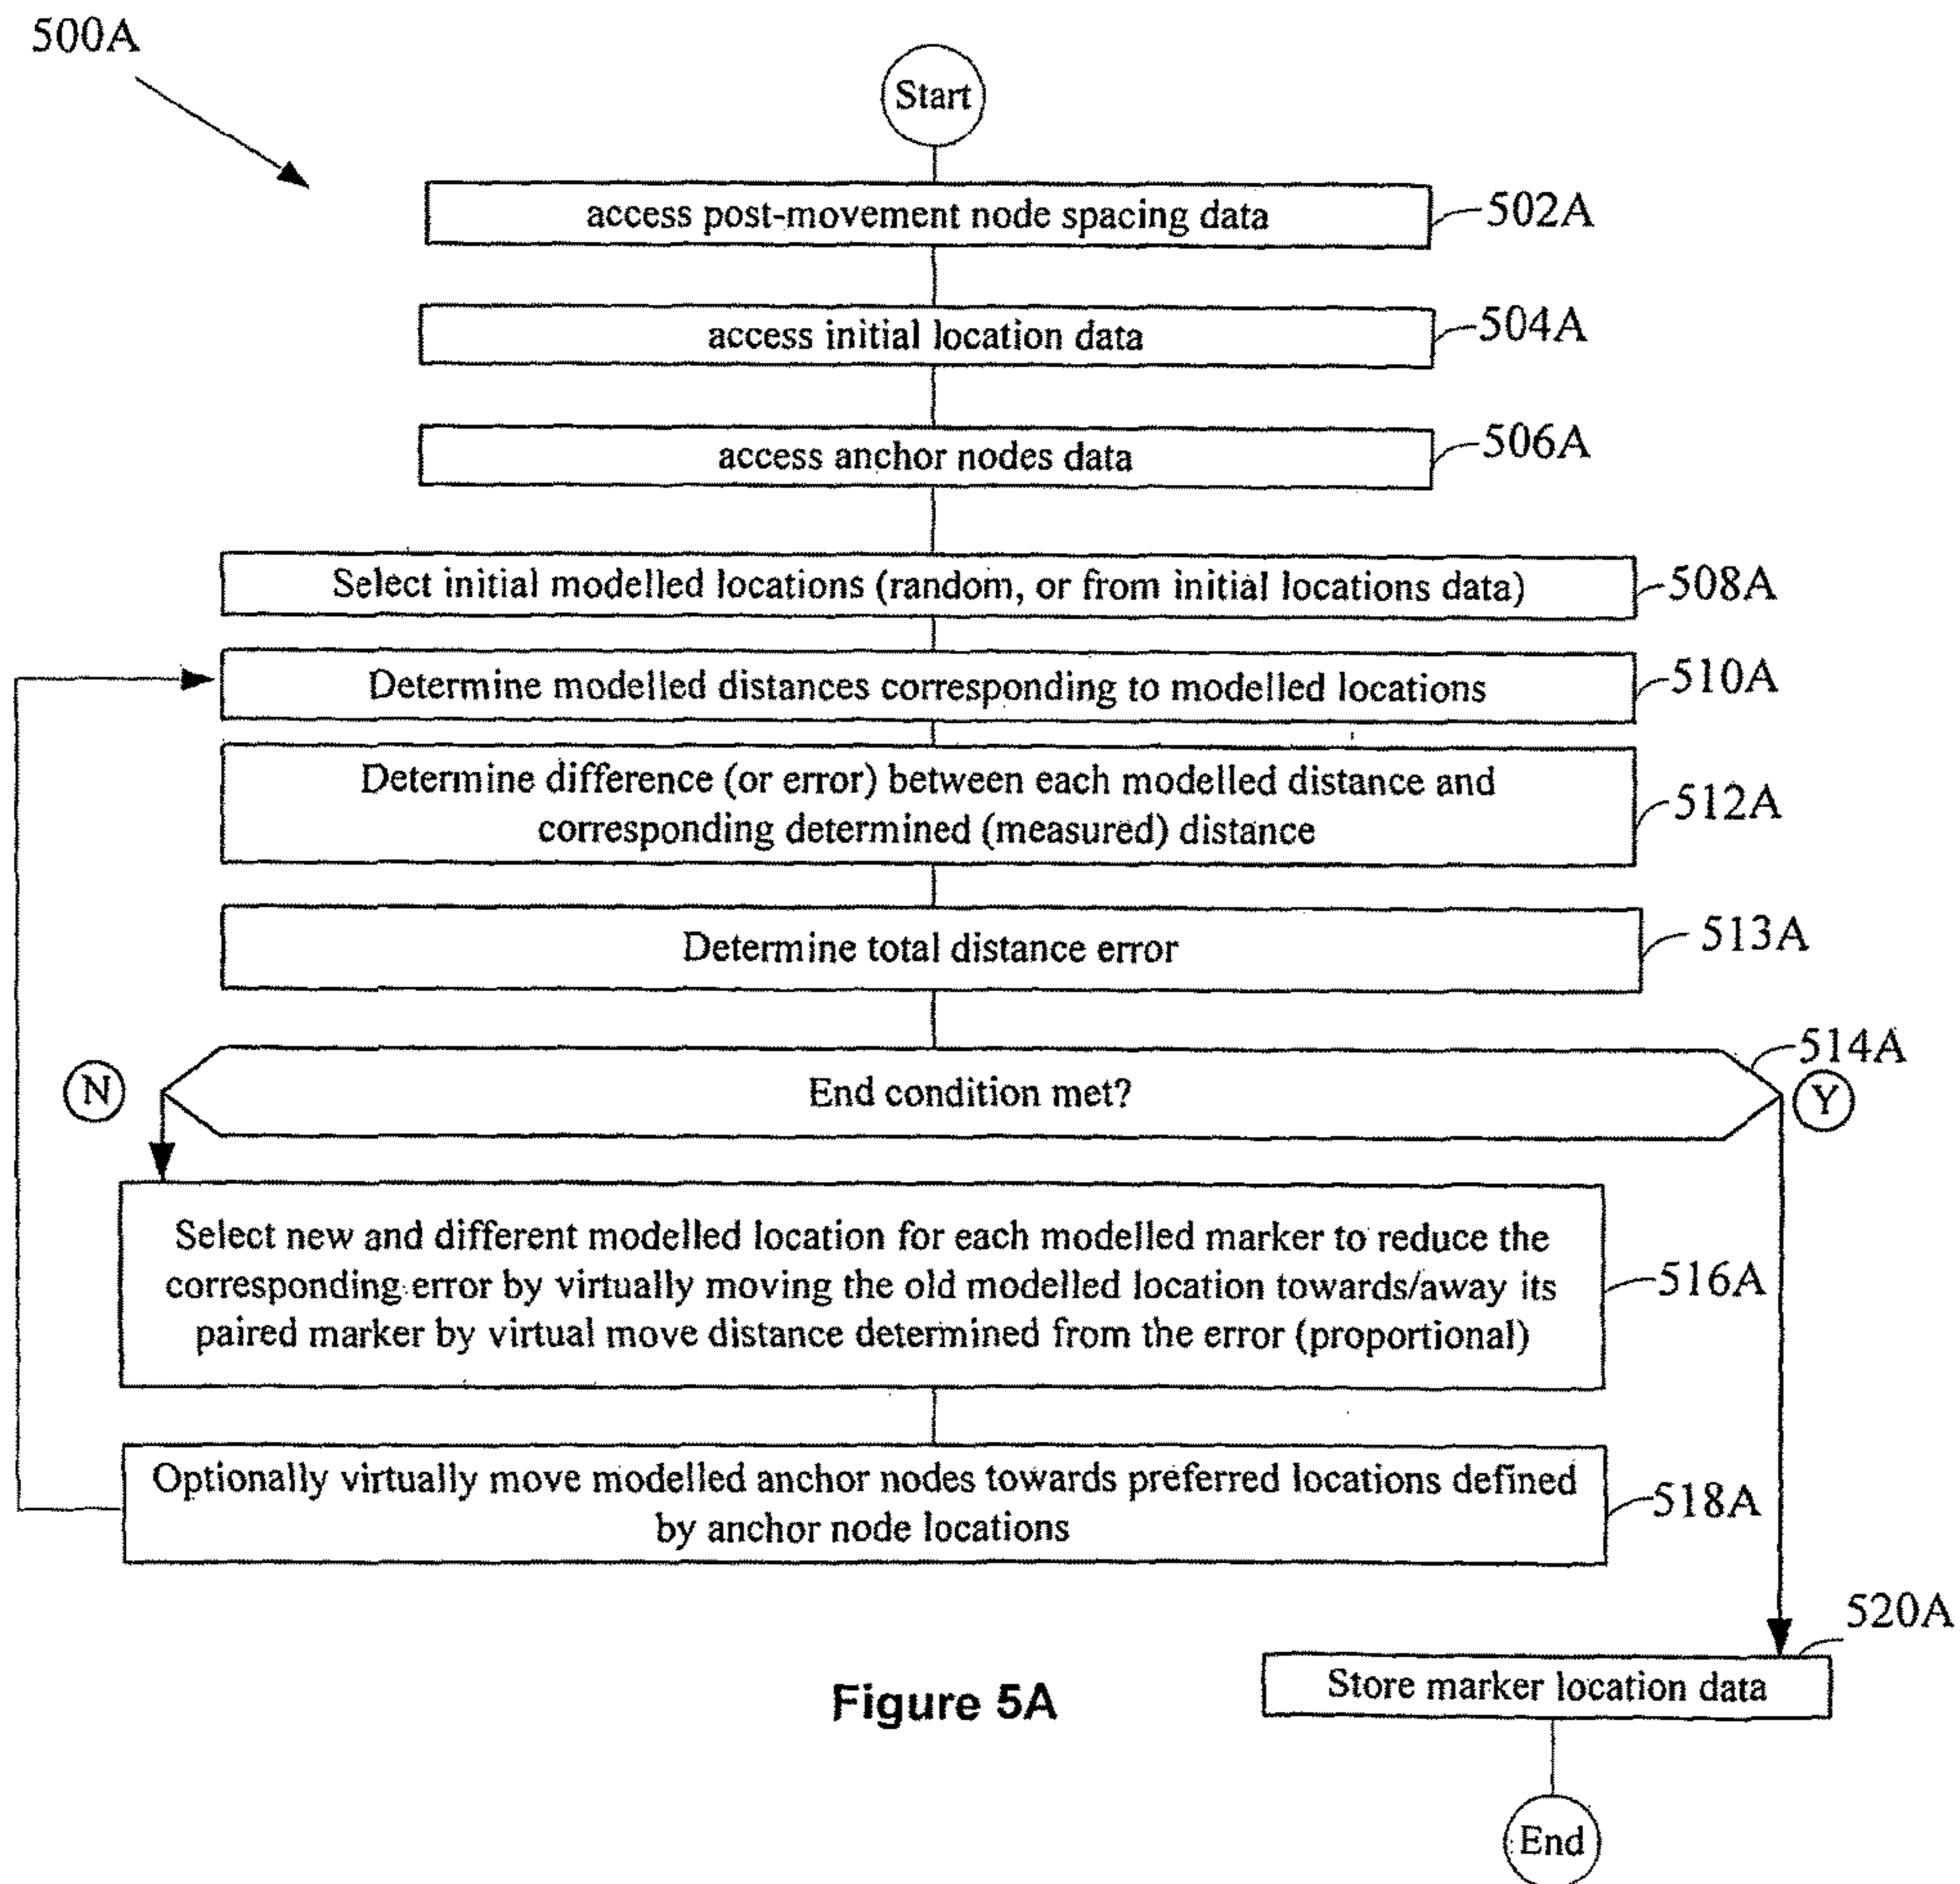 500A
Start
access post-movement node spacing data
502A
access initial location data
504A
access anchor nodes data
506A
Select initial modelled locations (random, or from initial locations data)
508A
Determine modelled distances corresponding to modelled locations
510A
Determine difference (or error) between each modelled distance and
corresponding determined (measured) distance
512A
Determine total distance error
513A
514A
N
End condition met?
Y
Select new and different modelled location for each modelled marker to reduce the
corresponding error by virtually moving the old modelled location towards/away its
paired marker by virtual move distance determined from the error (proportional)
516A
Optionally virtually move modelled anchor nodes towards preferred locations defined
by anchor node locations
518A
520A
Store marker location data
Figure 5A
End